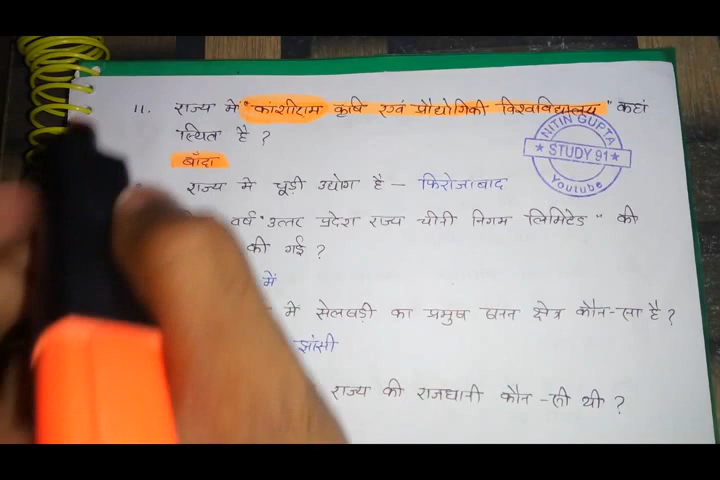 11. राज्य में "कांशीराम कृषि एवं प्रौद्योगिकी विश्वविद्यालय" कहां
स्थित है ?
बाँदा
राज्य में चूड़ी उद्योग है – फिरोजाबाद
वर्ष "उत्तर प्रदेश राज्य चीनी निगम लिमिटेड" की
की गई ?
में
में सेलखड़ी का प्रमुख खनन क्षेत्र कौन-सा है ?
झांसी
राज्य की राजधानी कौन-सी थी ?
NITIN GUPTA
★ STUDY 91 ★
Youtube